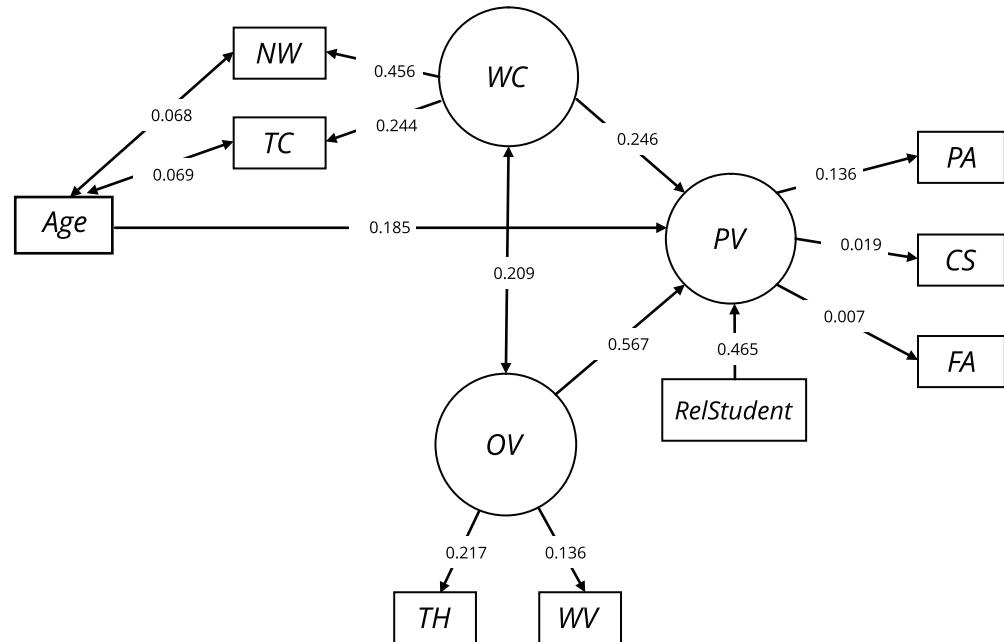 NW
WC
0.456
0.068
TC
0.244
0.246
PA
0.136
0.069
Age
0.185
PV
0.019
CS
0.209
0.007
0.567
0.465
FA
RelStudent
OV
0.217
0.136
TH
WV